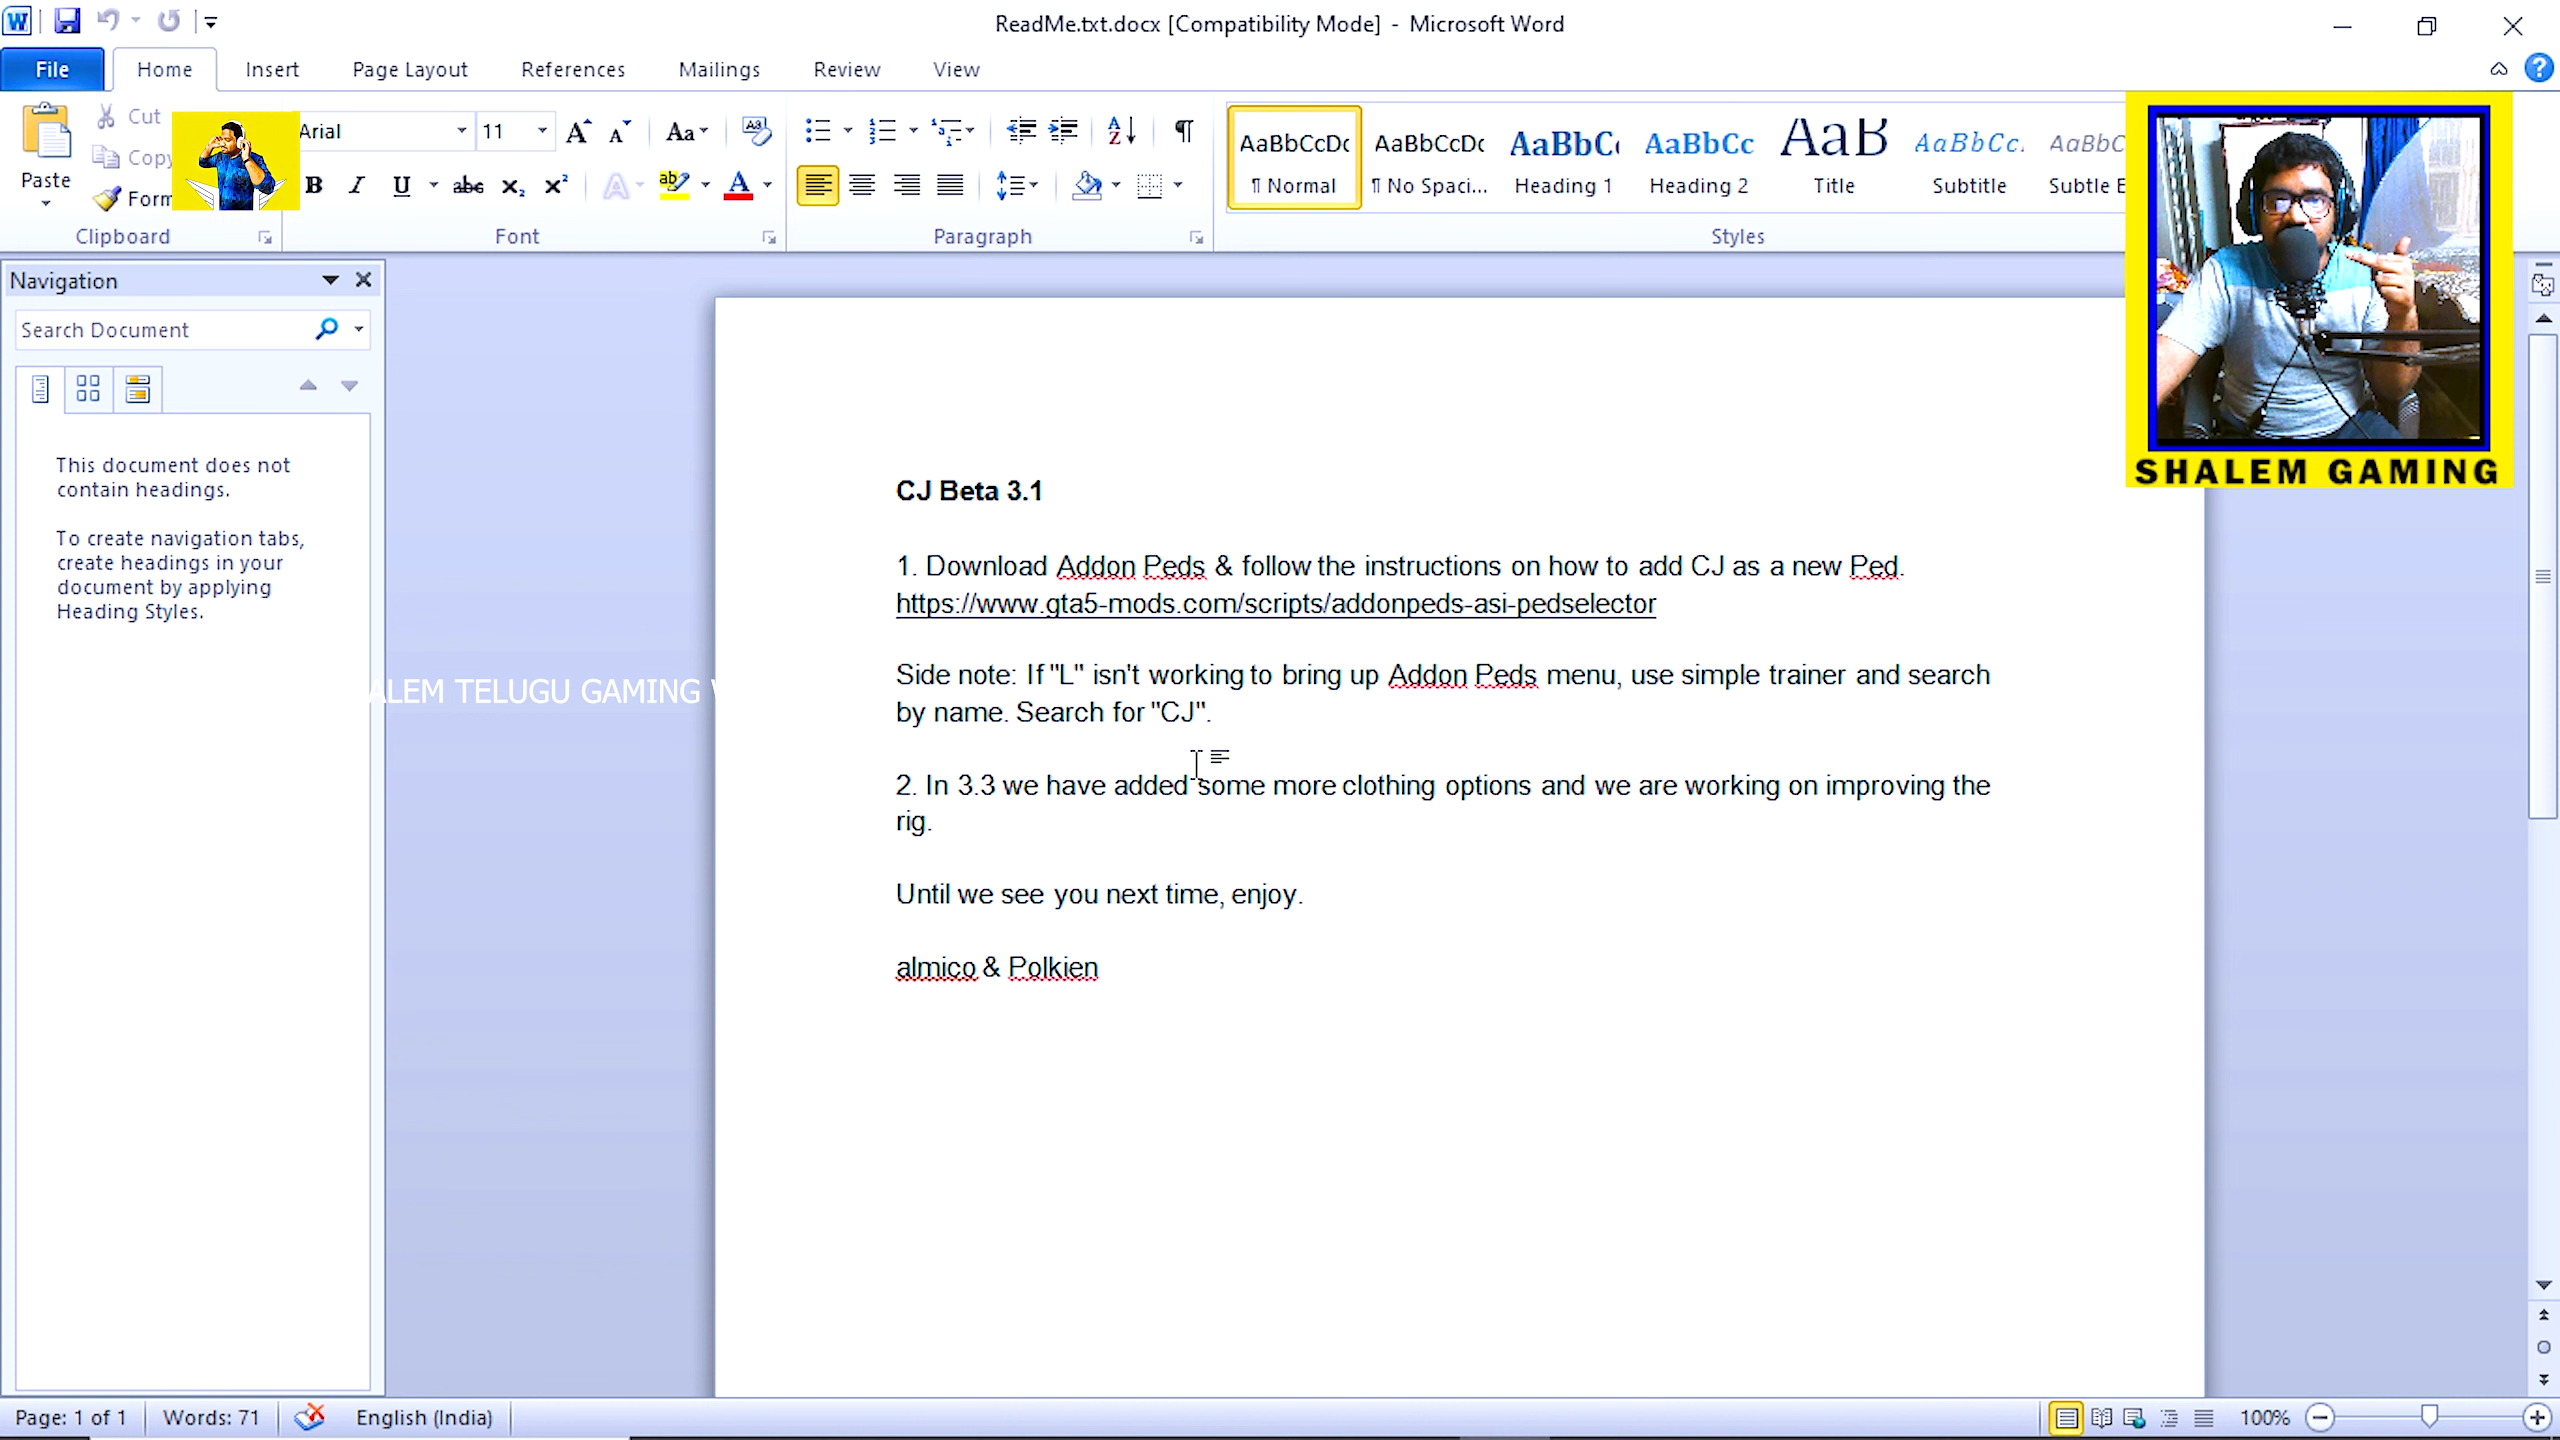 ReadMe.txt.docx [Compatibility Mode] - Microsoft Word
File Home Insert Page Layout References Mailings Review View
Paste
Cut
Copy
Form
Clipboard
Arial 11
Font
Paragraph
AaBbCcDc AaBbCcDc AaBbC AaBbCc AaB AaBbCc. AaBbC
¶ Normal ¶ No Spaci... Heading 1 Heading 2 Title Subtitle Subtle E
Styles
SHALEM GAMING
Navigation
Search Document
This document does not
contain headings.
To create navigation tabs,
create headings in your
document by applying
Heading Styles.
ALEM TELUGU GAMING
CJ Beta 3.1
1. Download Addon Peds & follow the instructions on how to add CJ as a new Ped.
https://www.gta5-mods.com/scripts/addonpeds-asi-pedselector
Side note: If "L" isn't working to bring up Addon Peds menu, use simple trainer and search
by name. Search for "CJ".
2. In 3.3 we have added some more clothing options and we are working on improving the
rig.
Until we see you next time, enjoy.
almico & Polkien
Page: 1 of 1 Words: 71 English (India) 100%